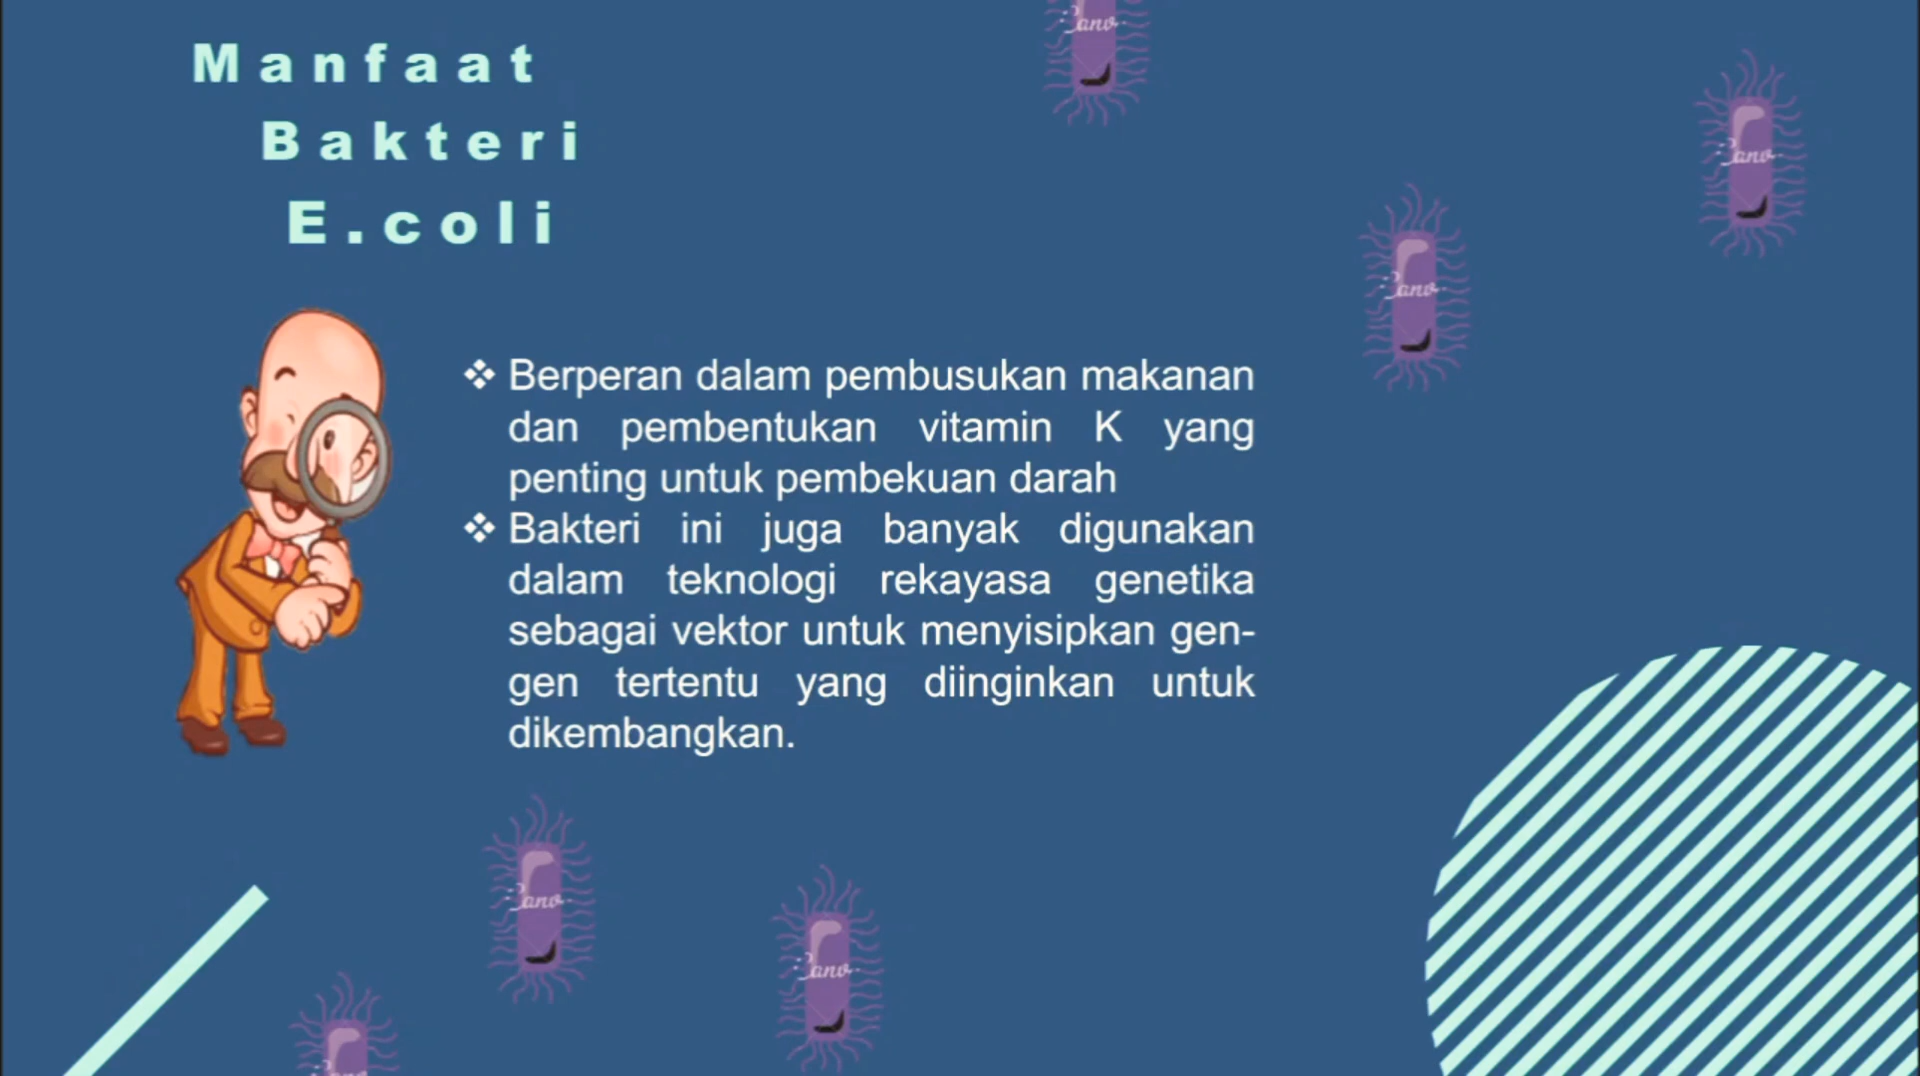 Manfaat
Bakteri
E.coli
❖ Berperan dalam pembusukan makanan
dan pembentukan vitamin K yang
penting untuk pembekuan darah
❖ Bakteri ini juga banyak digunakan
dalam teknologi rekayasa genetika
sebagai vektor untuk menyisipkan gen-
gen tertentu yang diinginkan untuk
dikembangkan.